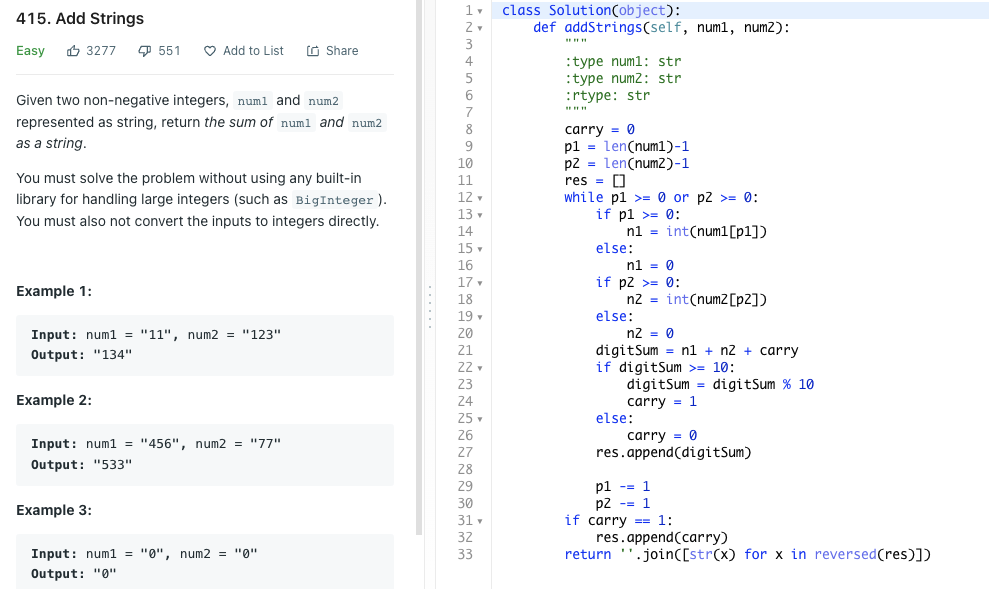 415. Add Strings
Easy 3277 551 Add to List Share
Given two non-negative integers, num1 and num2
represented as string, return the sum of num1 and num2
as a string.
You must solve the problem without using any built-in
library for handling large integers (such as BigInteger ).
You must also not convert the inputs to integers directly.
Example 1:
Input: num1 = "11", num2 = "123"
Output: "134"
Example 2:
Input: num1 = "456", num2 = "77"
Output: "533"
Example 3:
Input: num1 = "0", num2 = "0"
Output: "0"
1 class Solution(object):
2     def addStrings(self, num1, num2):
3         """
4         :type num1: str
5         :type num2: str
6         :rtype: str
7         """
8         carry = 0
9         p1 = len(num1)-1
10         p2 = len(num2)-1
11         res = []
12         while p1 >= 0 or p2 >= 0:
13             if p1 >= 0:
14                 n1 = int(num1[p1])
15             else:
16                 n1 = 0
17             if p2 >= 0:
18                 n2 = int(num2[p2])
19             else:
20                 n2 = 0
21             digitSum = n1 + n2 + carry
22             if digitSum >= 10:
23                 digitSum = digitSum % 10
24                 carry = 1
25             else:
26                 carry = 0
27             res.append(digitSum)
28
29             p1 -= 1
30             p2 -= 1
31         if carry == 1:
32             res.append(carry)
33         return ''.join([str(x) for x in reversed(res)])